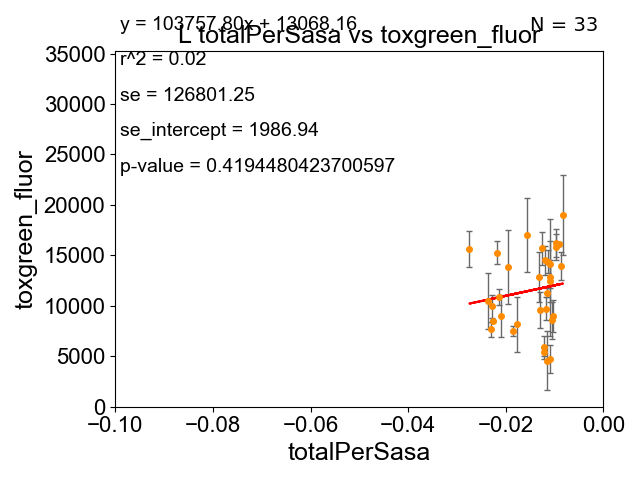 y = 103757.80x + 13068.16
N = 33
L totalPerSasa vs toxgreen_fluor
r^2 = 0.02
se = 126801.25
se_intercept = 1986.94
p-value = 0.4194480423700597
35000
30000
25000
20000
15000
10000
5000
0
toxgreen_fluor
−0.10
−0.08
−0.06
−0.04
−0.02
0.00
totalPerSasa